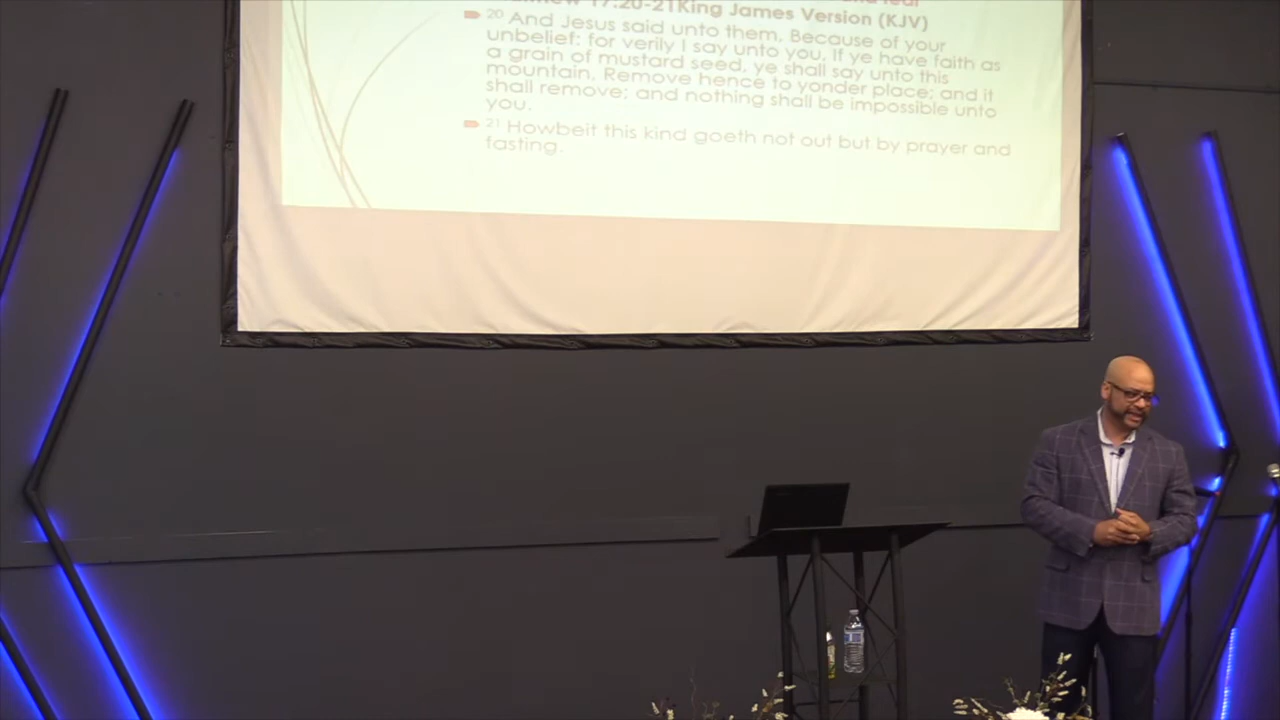 17:20-21King James Version (KJV)
20 And Jesus said unto them, Because of your
unbelief: for verily I say unto you, If ye have faith as
a grain of mustard seed, ye shall say unto this
mountain, Remove hence to yonder place; and it
shall remove; and nothing shall be impossible unto
you.
21 Howbeit this kind goeth not out but by prayer and
fasting.